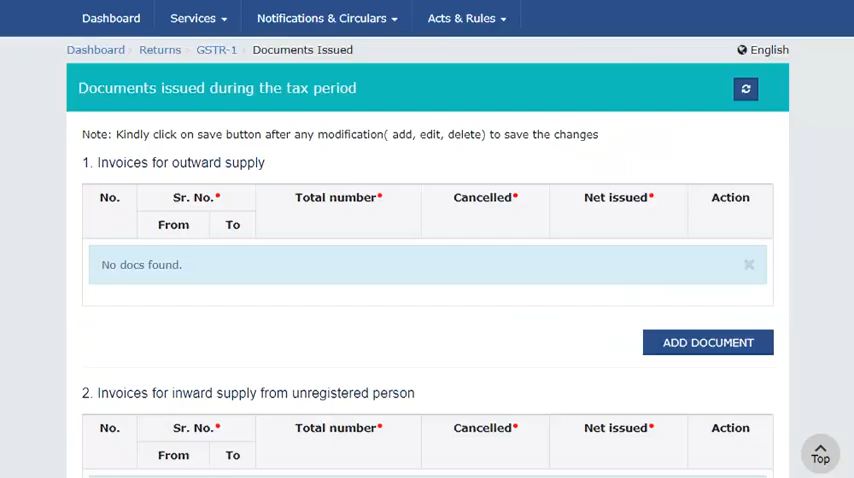 Dashboard Services Notifications & Circulars Acts & Rules
Dashboard Returns GSTR-1 Documents Issued English
Documents issued during the tax period
Note: Kindly click on save button after any modification( add, edit, delete) to save the changes
1. Invoices for outward supply
No. Sr. No.* Total number* Cancelled* Net issued* Action
From To
No docs found.
ADD DOCUMENT
2. Invoices for inward supply from unregistered person
No. Sr. No.* Total number* Cancelled* Net issued* Action
From To
Top